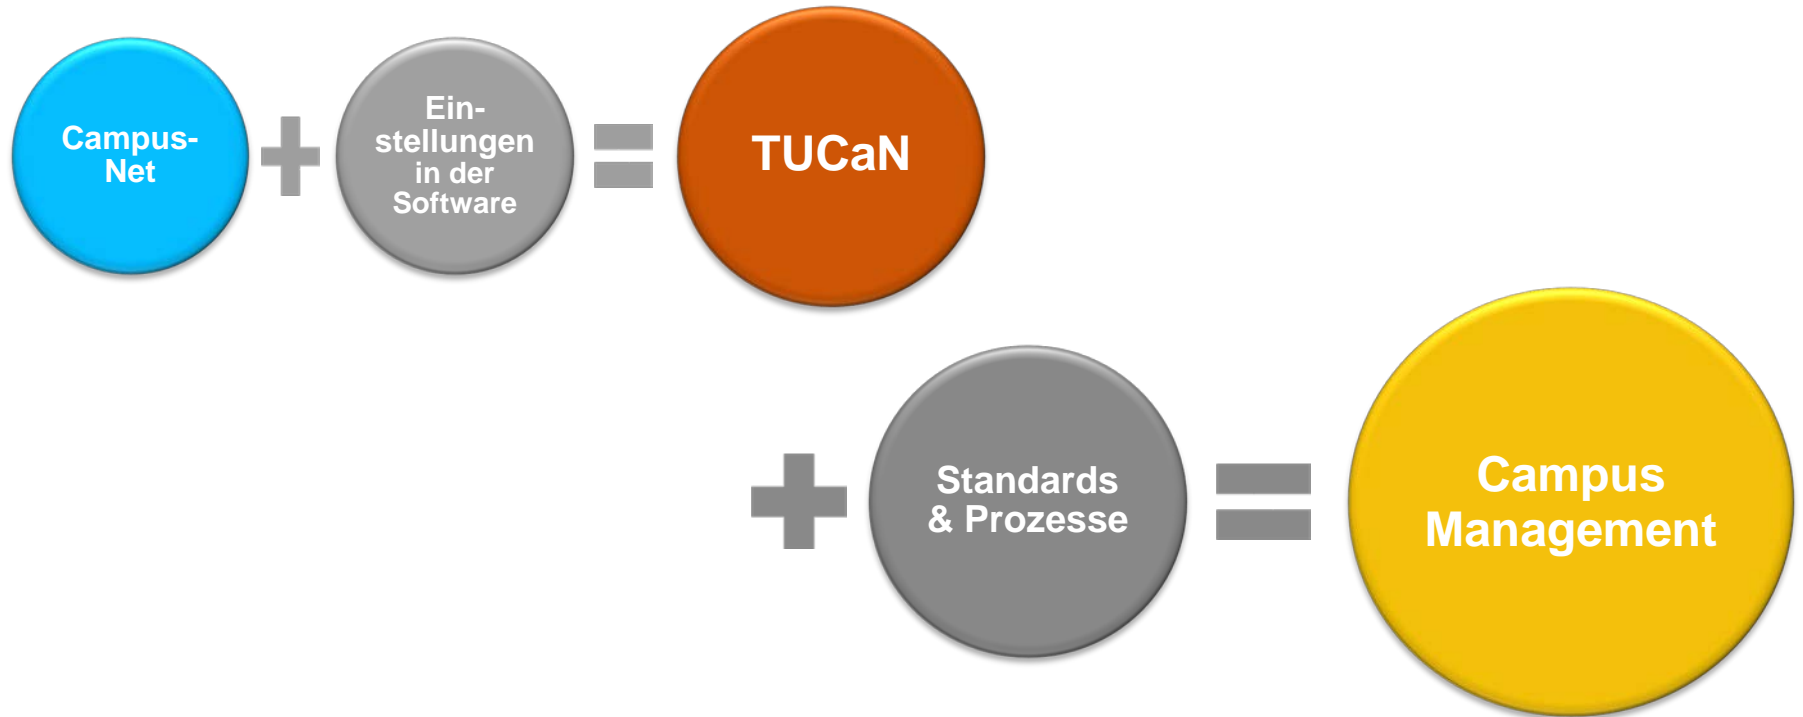 Campus-
Net
Ein-
stellungen
in der
Software
TUCaN
Standards
& Prozesse
Campus
Management